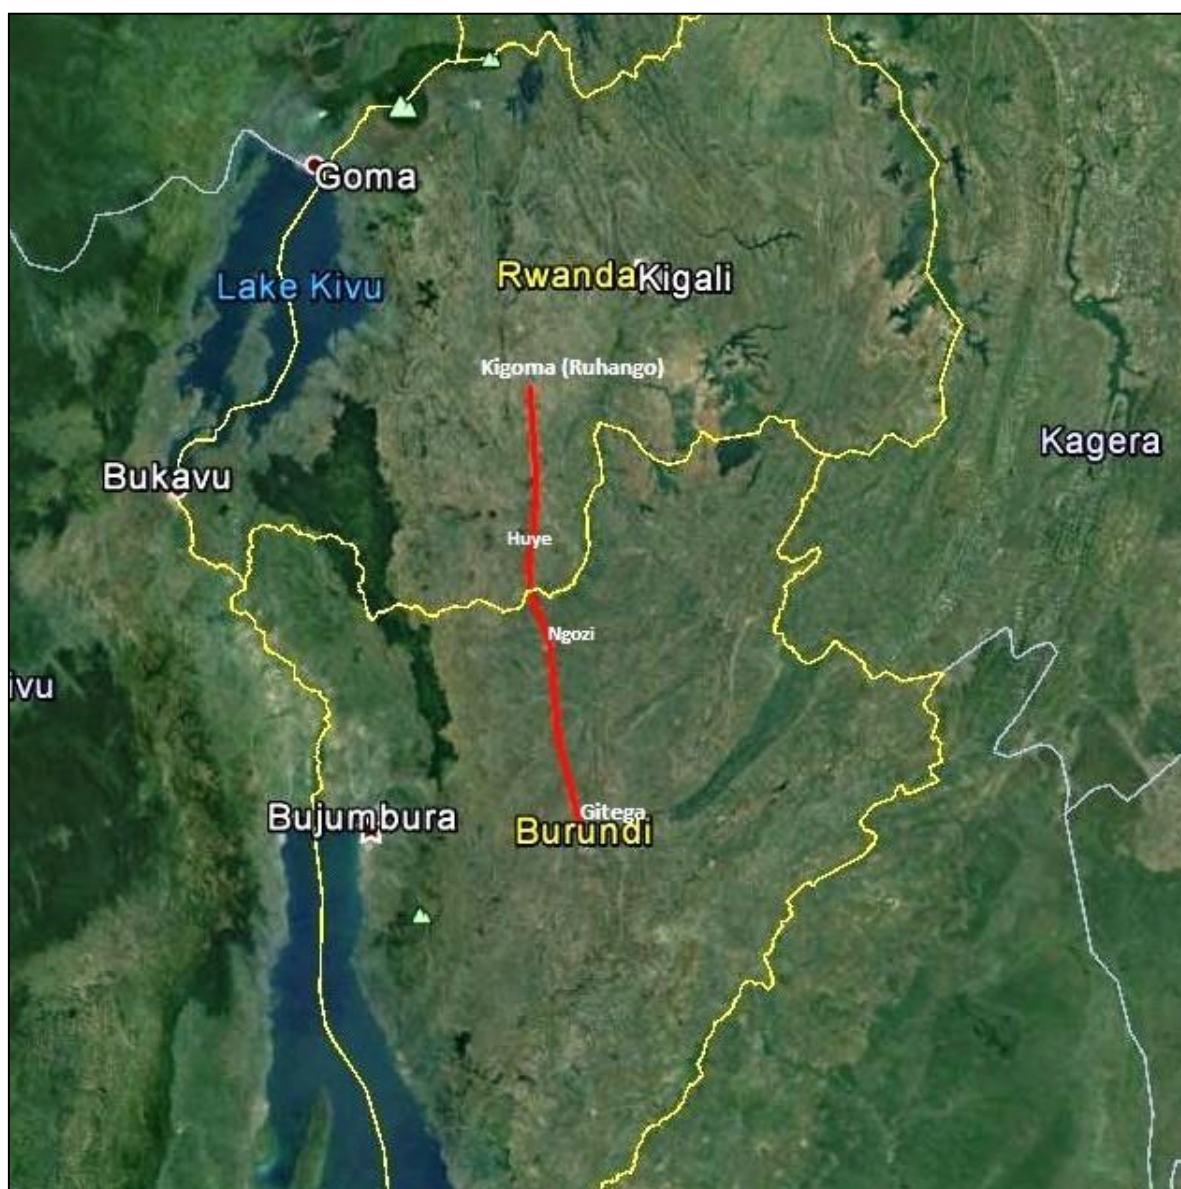 Goma
Lake Kivu
Rwanda
Kigali
Kigoma (Ruhango)
Kagera
Bukavu
Huye
Ngozi
ivu
Gitega
Bujumbura
Burundi